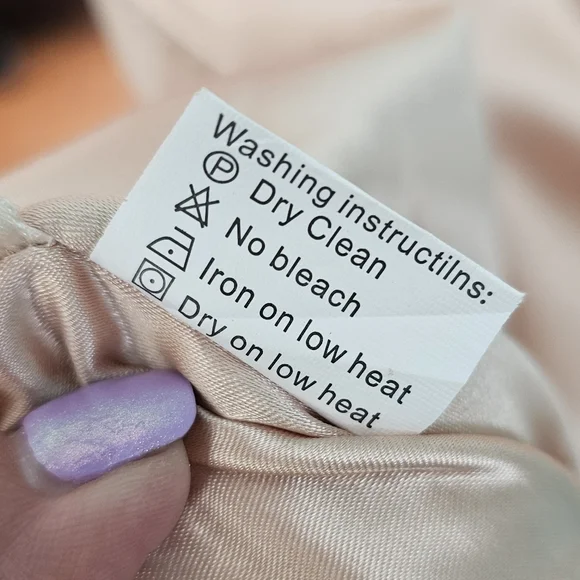 Washing instructilns:
P Dry Clean
No bleach
Iron on low heat
Dry on low heat